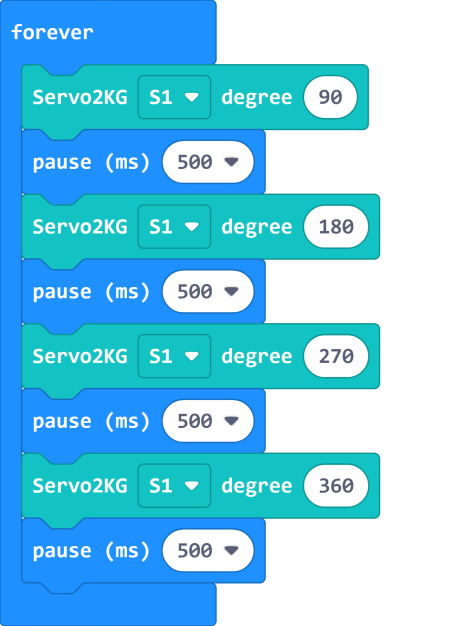 forever
Servo2KG S1 degree 90
pause (ms) 500
Servo2KG S1 degree 180
pause (ms) 500
Servo2KG S1 degree 270
pause (ms) 500
Servo2KG S1 degree 360
pause (ms) 500